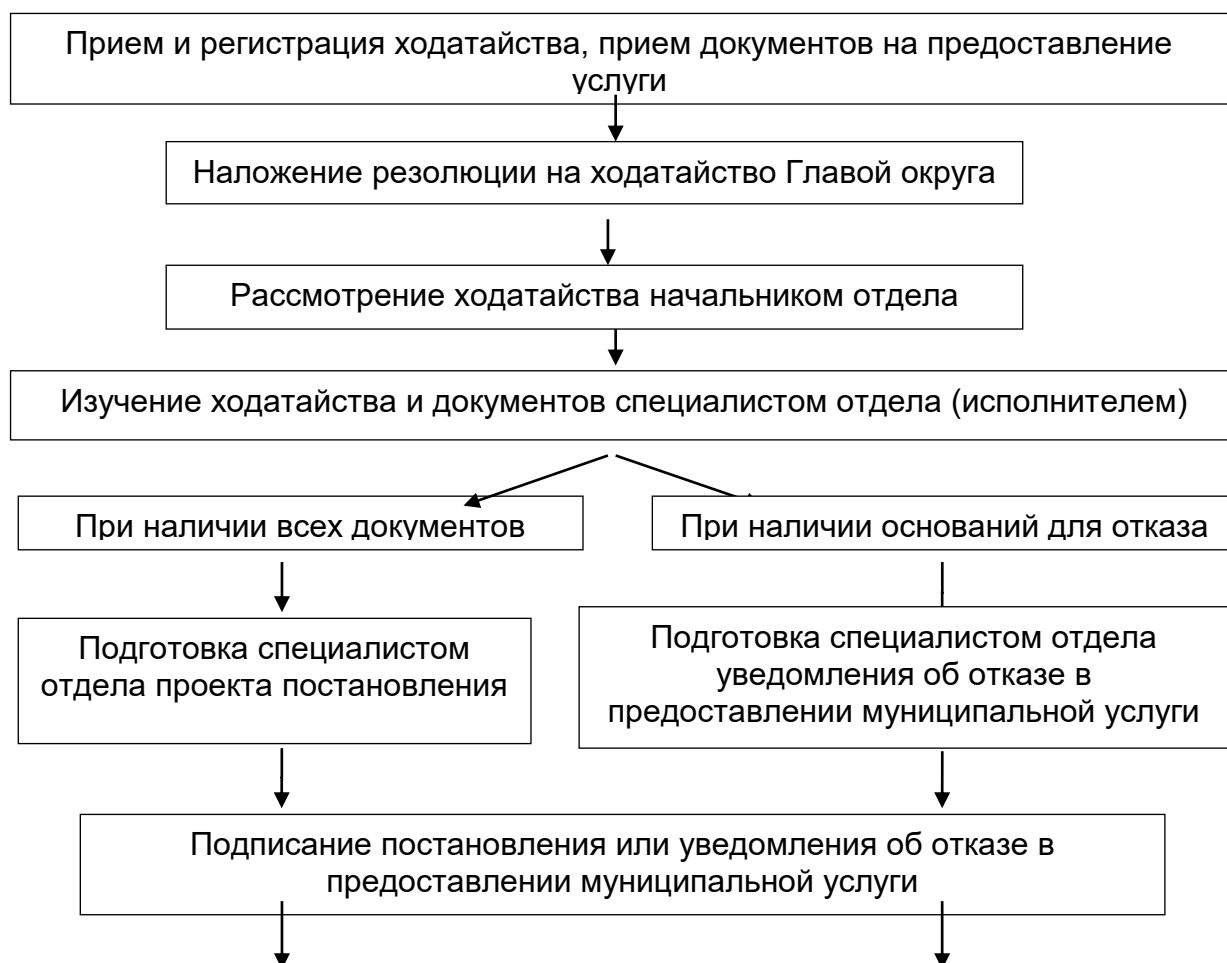 Прием и регистрация ходатайства, прием документов на предоставление
услуги
Наложение резолюции на ходатайство Главой округа
Рассмотрение ходатайства начальником отдела
Изучение ходатайства и документов специалистом отдела (исполнителем)
При наличии всех документов
При наличии оснований для отказа
Подготовка специалистом
отдела проекта постановления
Подготовка специалистом отдела
уведомления об отказе в
предоставлении муниципальной услуги
Подписание постановления или уведомления об отказе в
предоставлении муниципальной услуги